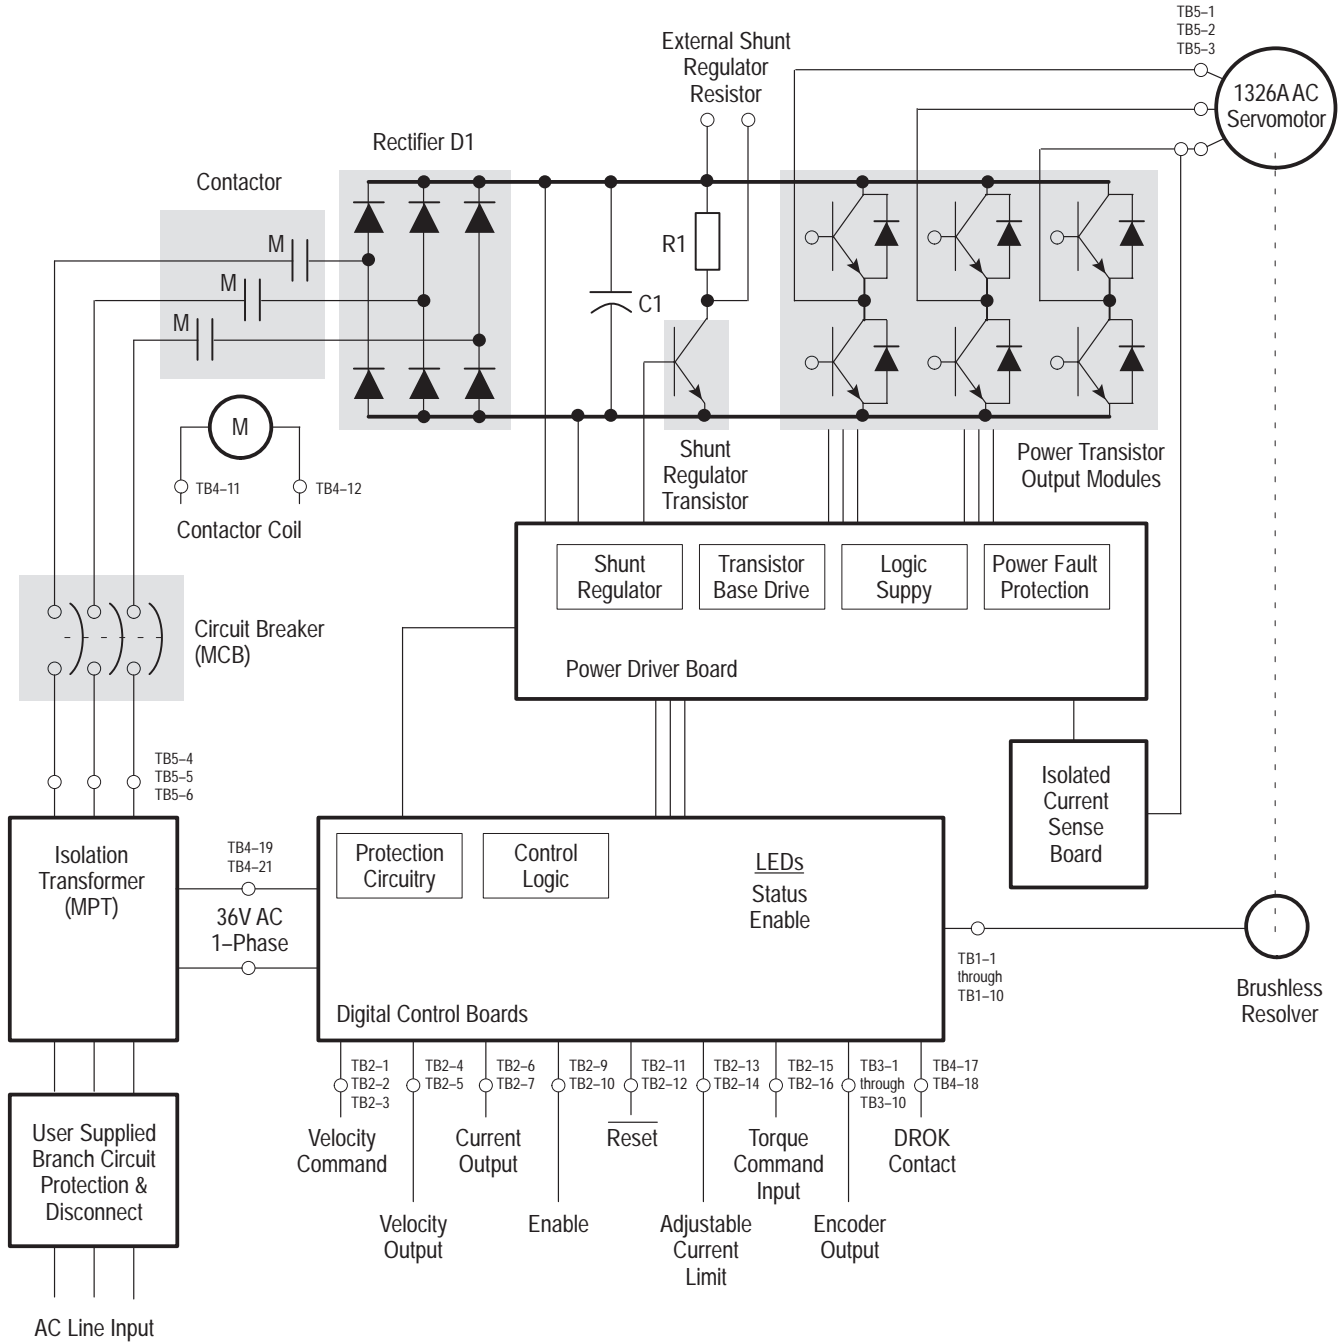 TB5–1
TB5–2
TB5–3
External Shunt
Regulator
Resistor
1326A AC
Servomotor
Rectifier D1
Contactor
M
M
M
R1
C1
M
TB4–11
TB4–12
Contactor Coil
Shunt
Regulator
Transistor
Power Transistor
Output Modules
Shunt
Regulator
Transistor
Base Drive
Logic
Suppy
Power Fault
Protection
Power Driver Board
Circuit Breaker
(MCB)
TB5–4
TB5–5
TB5–6
Isolated
Current
Sense
Board
Isolation
Transformer
(MPT)
TB4–19
TB4–21
36V AC
1–Phase
Protection
Circuitry
Control
Logic
LEDs
Status
Enable
Digital Control Boards
TB1–1
through
TB1–10
Brushless
Resolver
TB2–1
TB2–2
TB2–3
TB2–4
TB2–5
TB2–6
TB2–7
TB2–9
TB2–10
TB2–11
TB2–12
TB2–13
TB2–14
TB2–15
TB2–16
TB3–1
through
TB3–10
TB4–17
TB4–18
Velocity
Command
Velocity
Output
Current
Output
Enable
Reset
Adjustable
Current
Limit
Torque
Command
Input
Encoder
Output
DROK
Contact
User Supplied
Branch Circuit
Protection &
Disconnect
AC Line Input